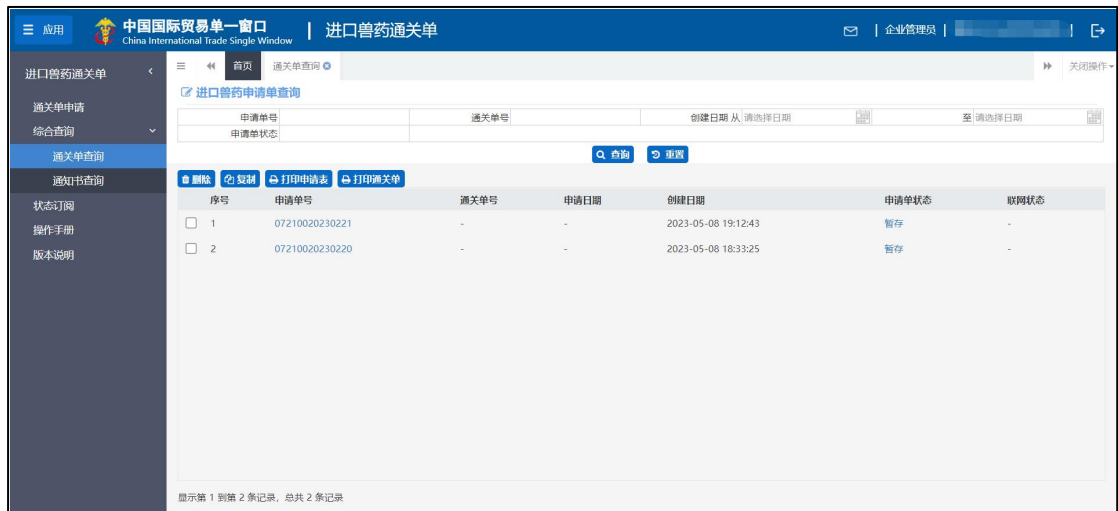 应用 中国国际贸易单一窗口 China International Trade Single Window | 进口兽药通关单 | 企业管理员 |
进口兽药通关单
首页 通关单查询 关闭操作
进口兽药申请单查询
通关单申请
综合查询
通关单查询
通知书查询
状态订阅
操作手册
版本说明
申请单号 通关单号 创建日期 从 请选择日期 至 请选择日期
申请单状态
查询 重置
删除 复制 打印申请表 打印通关单
序号 申请单号 通关单号 申请日期 创建日期 申请单状态 联网状态
1 07210020230221 - - 2023-05-08 19:12:43 暂存 -
2 07210020230220 - - 2023-05-08 18:33:25 暂存 -
显示第 1 到第 2 条记录，总共 2 条记录